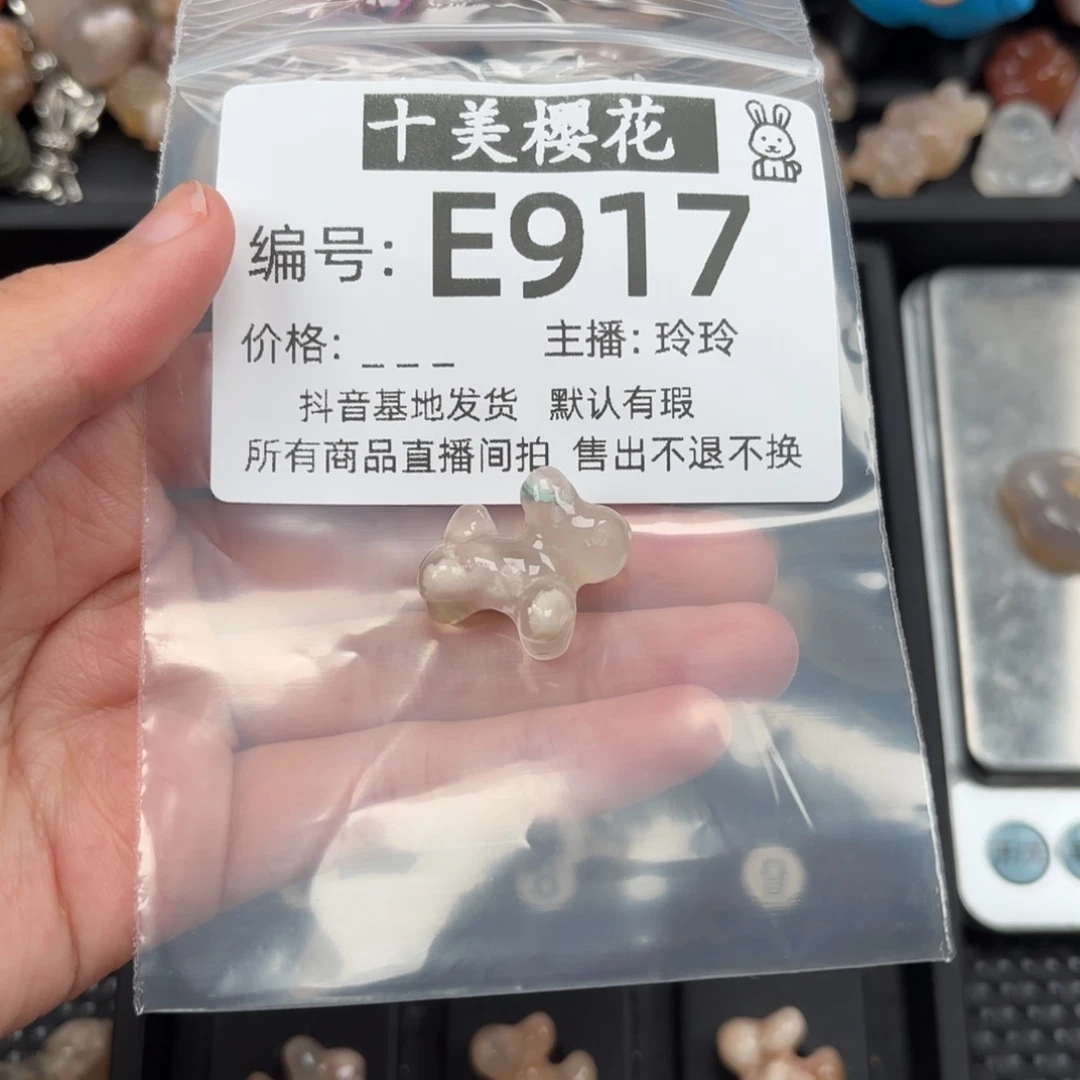 十美樱花
编号: E917
价格: _ _ _ 主播: 玲玲
抖音基地发货 默认有瑕
所有商品直播间拍 售出不退不换